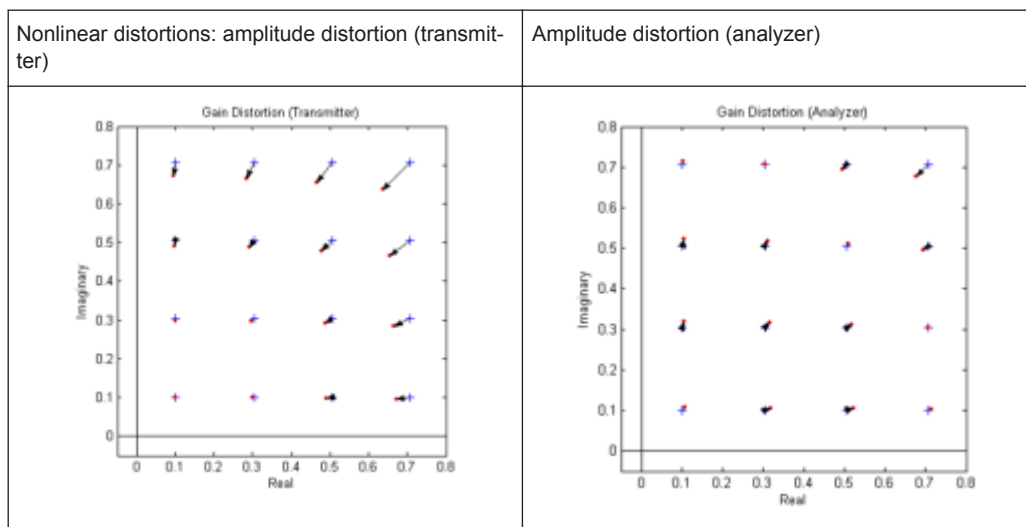 Nonlinear distortions: amplitude distortion (transmit-
ter)
Amplitude distortion (analyzer)
Gain Distortion (Transmitter)
0.8
0.7
0.6
0.5
0.4
0.3
0.2
0.1
0
Imaginary
0 0.1 0.2 0.3 0.4 0.5 0.6 0.7 0.8
Real
Gain Distortion (Analyzer)
0.8
0.7
0.6
0.5
0.4
0.3
0.2
0.1
0
Imaginary
0 0.1 0.2 0.3 0.4 0.5 0.6 0.7 0.8
Real